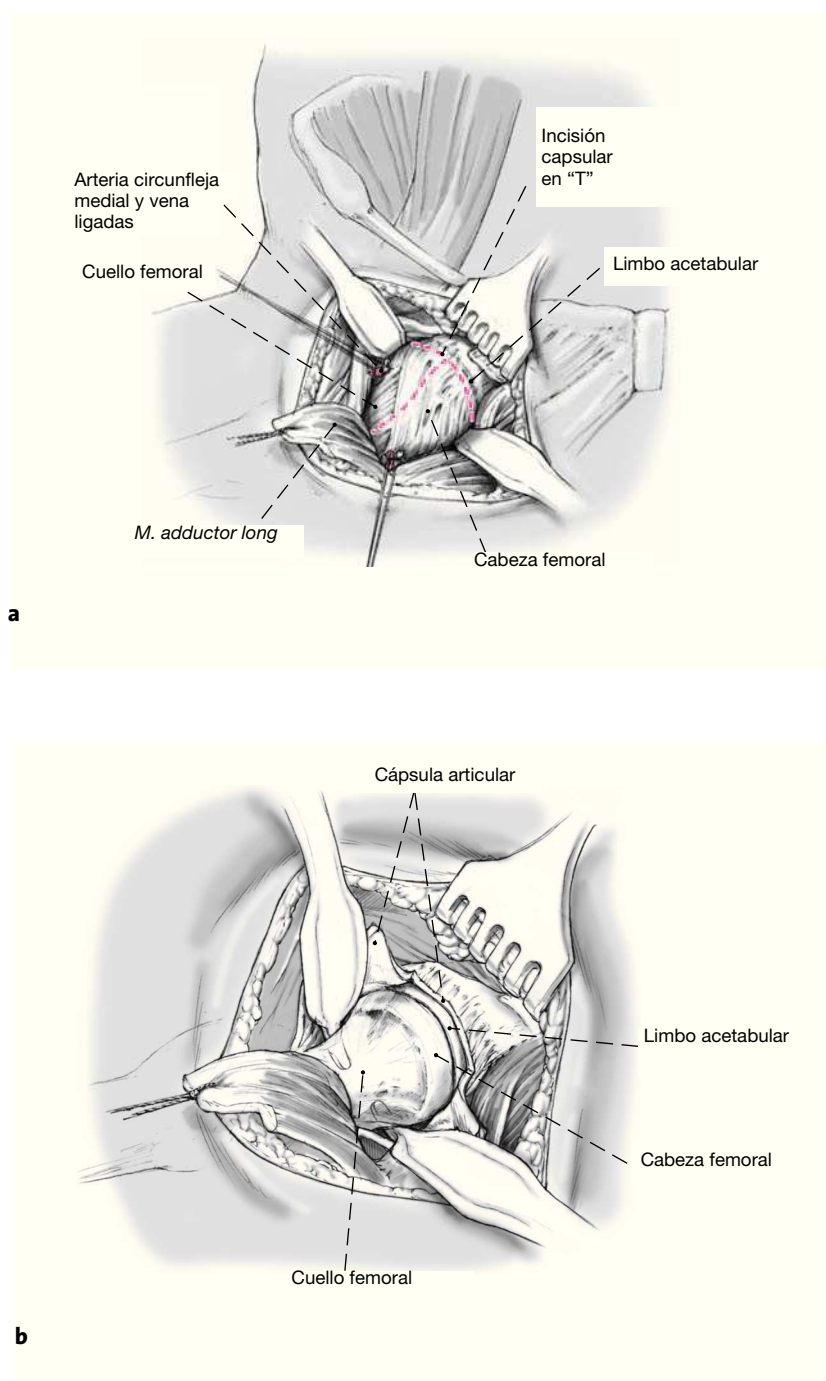 Incisión
capsular
en “T”
Arteria circunfleja
medial y vena
ligadas
Limbo acetabular
Cuello femoral
M. adductor long
Cabeza femoral
a
Cápsula articular
Limbo acetabular
Cabeza femoral
Cuello femoral
b